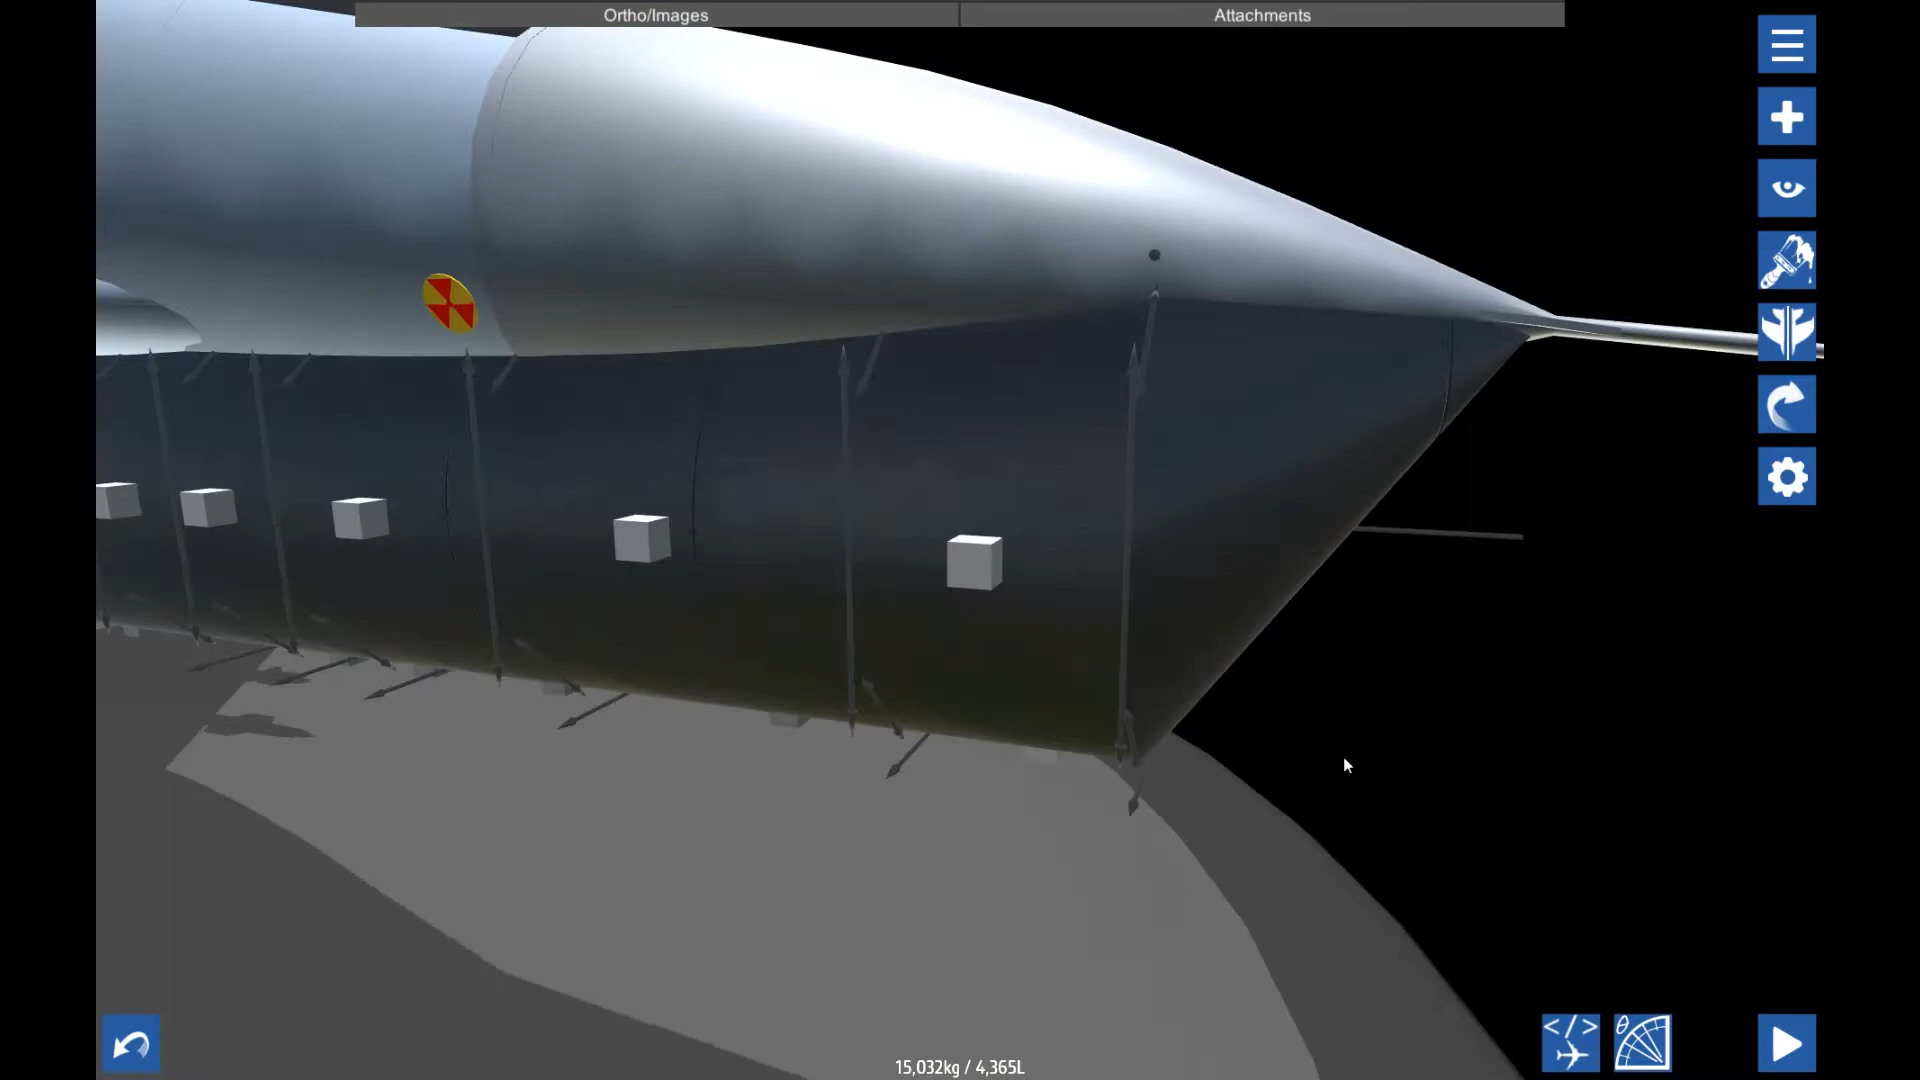 Ortho/Images
Attachments
</>
θ
15,032kg / 4,365L